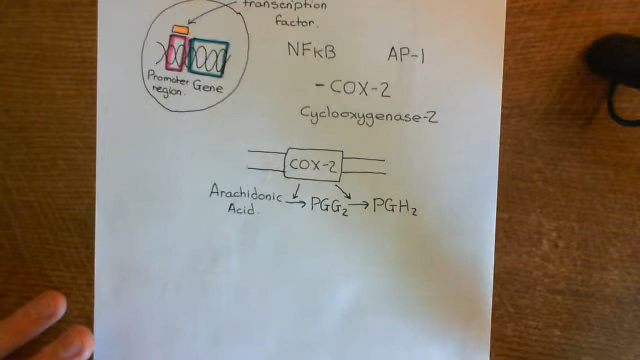 transcription
factor.
NFκB AP-1
Promoter Gene
region.
- COX-2
Cyclooxygenase-2
COX-2
Arachidonic → PGG₂ → PGH₂
Acid.